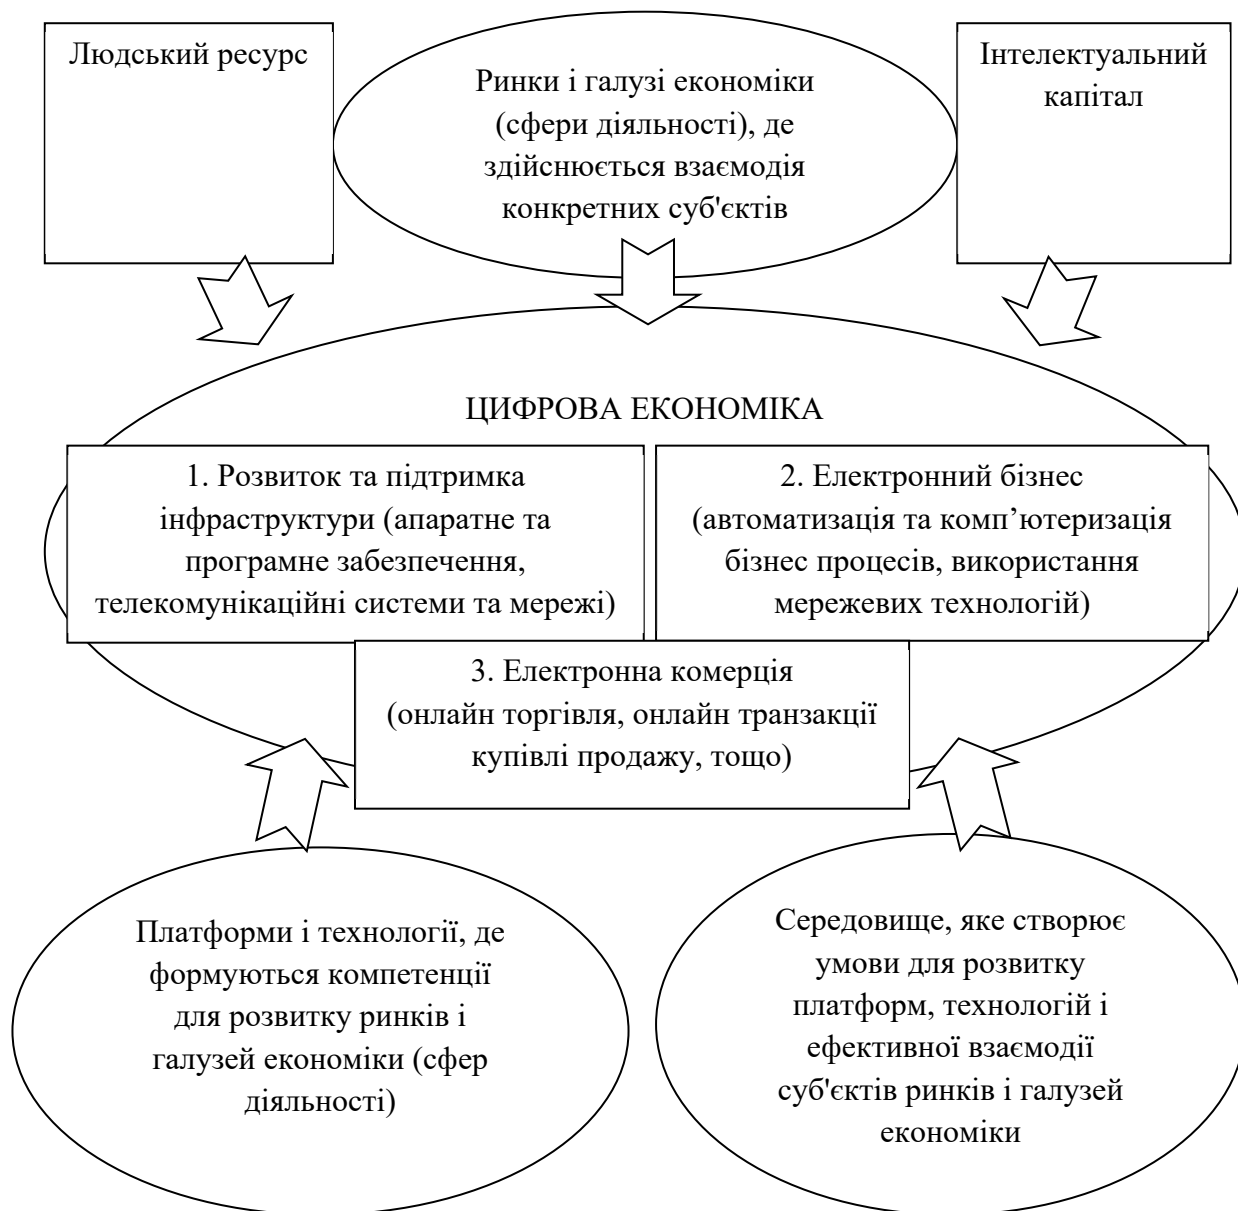 Людський ресурс
Ринки і галузі економіки
(сфери діяльності), де
здійснюється взаємодія
конкретних суб'єктів
Інтелектуальний
капітал
ЦИФРОВА ЕКОНОМІКА
1. Розвиток та підтримка
інфраструктури (апаратне та
програмне забезпечення,
телекомунікаційні системи та мережі)
2. Електронний бізнес
(автоматизація та комп’ютеризація
бізнес процесів, використання
мережевих технологій)
3. Електронна комерція
(онлайн торгівля, онлайн транзакції
купівлі продажу, тощо)
Платформи і технології, де
формуються компетенції
для розвитку ринків і
галузей економіки (сфер
діяльності)
Середовище, яке створює
умови для розвитку
платформ, технологій і
ефективної взаємодії
суб'єктів ринків і галузей
економіки